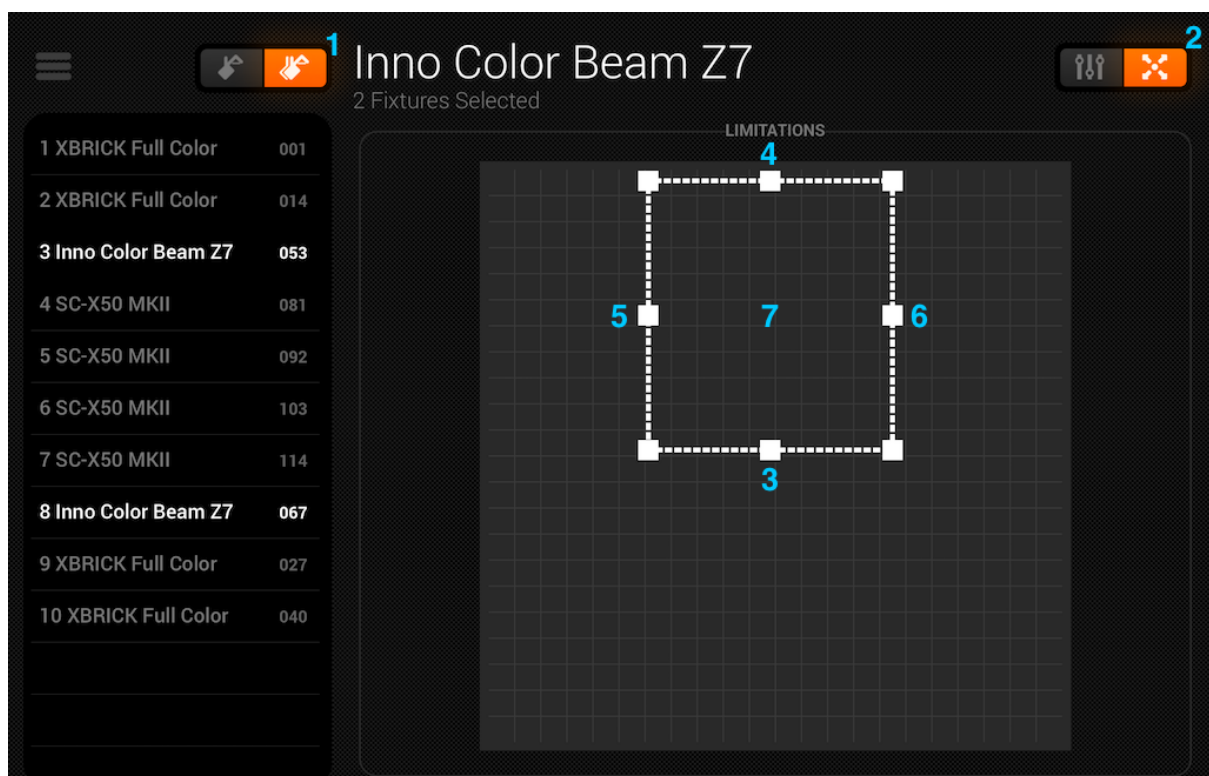 1
Inno Color Beam Z7
2
2 Fixtures Selected
LIMITATIONS
1 XBRICK Full Color 001
2 XBRICK Full Color 014
3 Inno Color Beam Z7 053
4 SC-X50 MKII 081
5 SC-X50 MKII 092
6 SC-X50 MKII 103
7 SC-X50 MKII 114
8 Inno Color Beam Z7 067
9 XBRICK Full Color 027
10 XBRICK Full Color 040
4
5
7
6
3